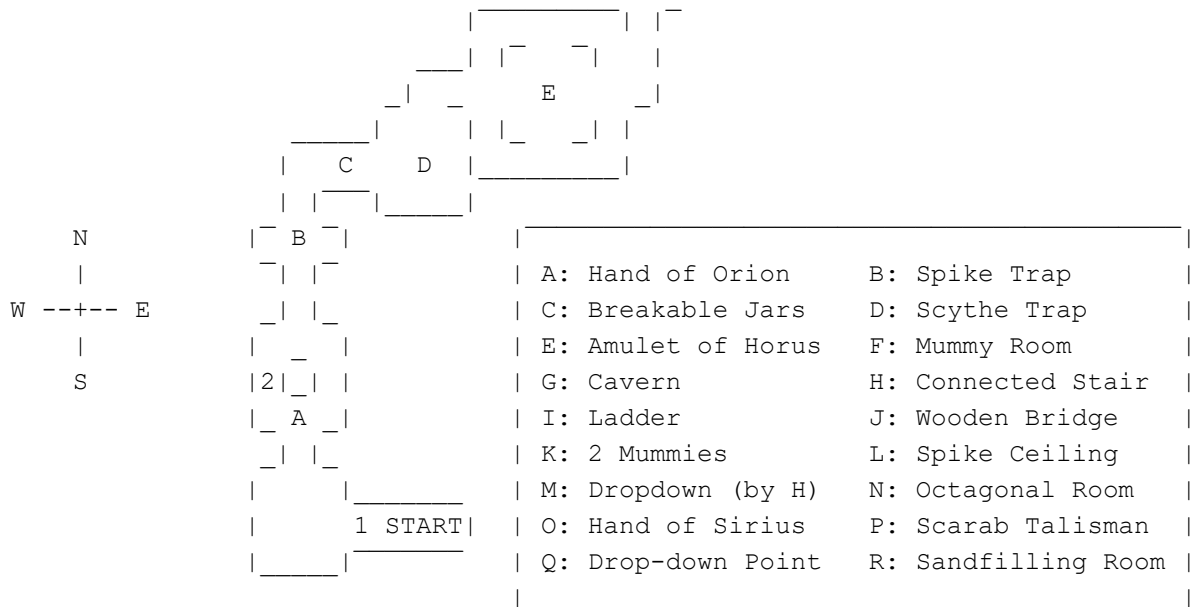 E
C D
N B
A: Hand of Orion B: Spike Trap
W --+-- E C: Breakable Jars D: Scythe Trap
E: Amulet of Horus F: Mummy Room
S 2 G: Cavern H: Connected Stair
A I: Ladder J: Wooden Bridge
K: 2 Mummies L: Spike Ceiling
M: Dropdown (by H) N: Octagonal Room
1 START O: Hand of Sirius P: Scarab Talisman
Q: Drop-down Point R: Sandfilling Room